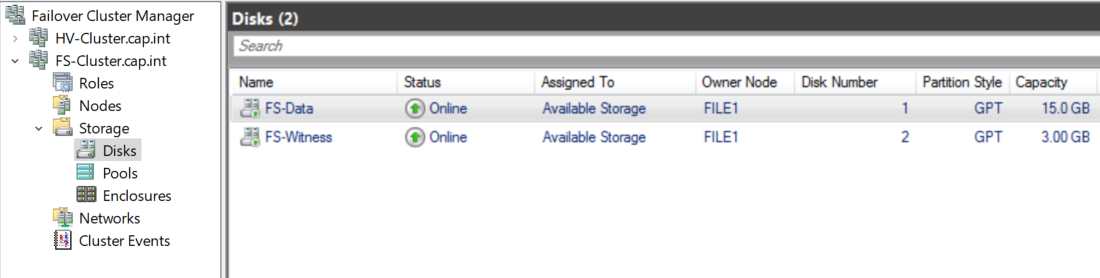 Failover Cluster Manager
HV-Cluster.cap.int
FS-Cluster.cap.int
Roles
Nodes
Storage
Disks
Pools
Enclosures
Networks
Cluster Events
Disks (2)
Search
Name Status Assigned To Owner Node Disk Number Partition Style Capacity
FS-Data Online Available Storage FILE1 1 GPT 15.0 GB
FS-Witness Online Available Storage FILE1 2 GPT 3.00 GB